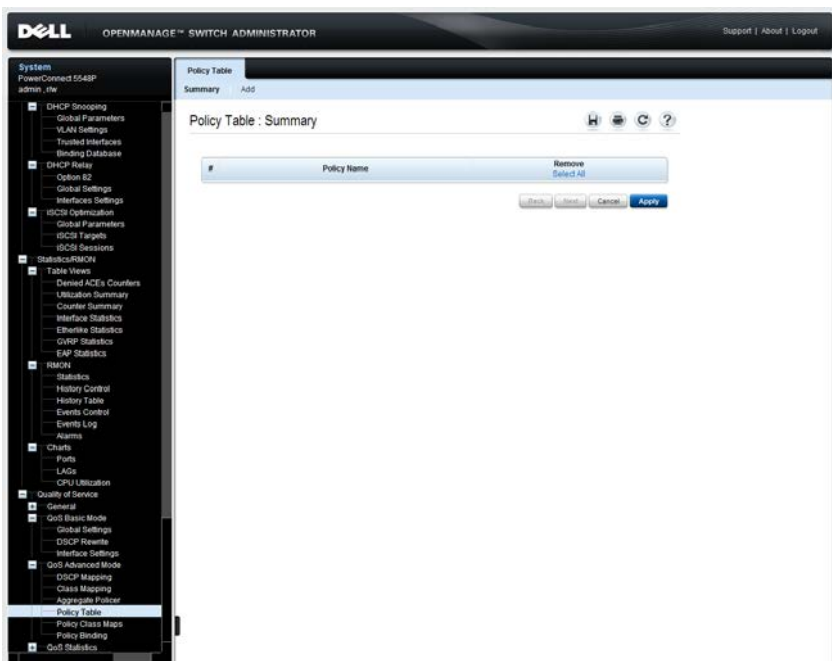 DELL OPENMANAGE™ SWITCH ADMINISTRATOR Support | About | Logout
System
PowerConnect 5548P
admin , r/w
DHCP Snooping
Global Parameters
VLAN Settings
Trusted Interfaces
Binding Database
DHCP Relay
Option 82
Global Settings
Interfaces Settings
iSCSI Optimization
Global Parameters
iSCSI Targets
iSCSI Sessions
Statistics/RMON
Table Views
Denied ACEs Counters
Utilization Summary
Counter Summary
Interface Statistics
Etherlike Statistics
GVRP Statistics
EAP Statistics
RMON
Statistics
History Control
History Table
Events Control
Events Log
Alarms
Charts
Ports
LAGs
CPU Utilization
Quality of Service
General
QoS Basic Mode
Global Settings
DSCP Rewrite
Interface Settings
QoS Advanced Mode
DSCP Mapping
Class Mapping
Aggregate Policer
Policy Table
Policy Class Maps
Policy Binding
QoS Statistics
Policy Table
Summary Add
Policy Table : Summary
?
# Policy Name Remove
Select All
Back Next Cancel Apply